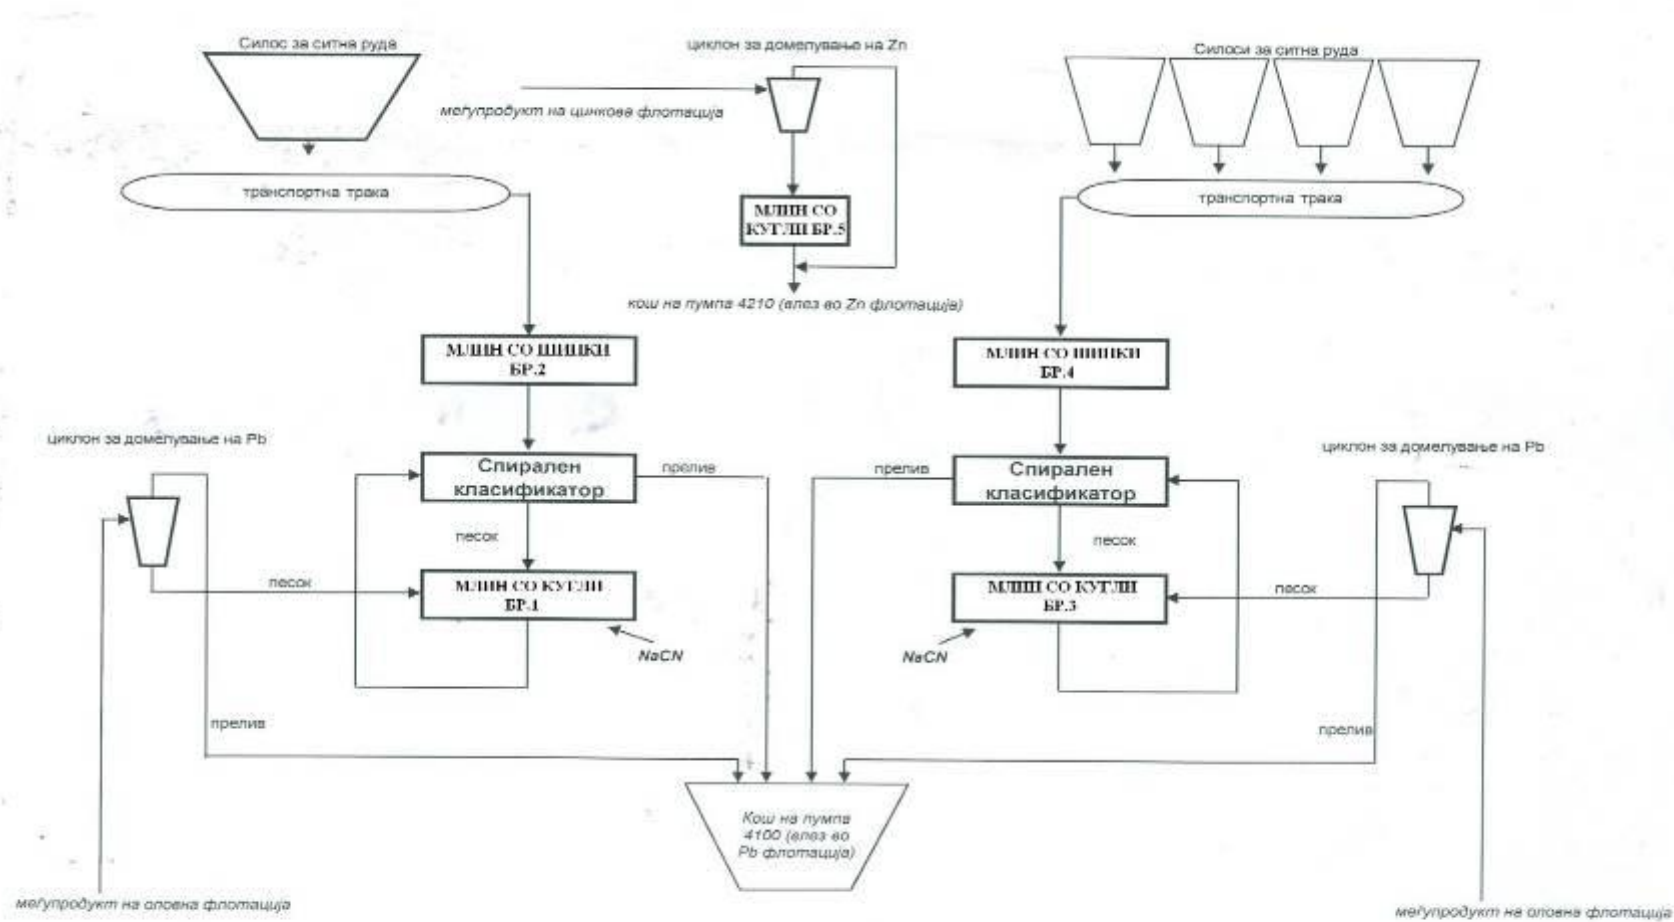 Силос за ситна руда
циклон за домелување на Zn
Силоси за ситна руда
меѓупродукт на цинкова флотација
транспортна трака
транспортна трака
МЛИН СО
КУГЛИ БР.5
кош на пумпа 4210 (влез во Zn флотација)
МЛИН СО ШИПКИ
БР.2
МЛИН СО ШИПКИ
БР.4
циклон за домелување на Pb
циклон за домелување на Pb
Спирален
класификатор
прелив
прелив
Спирален
класификатор
песок
песок
песок
МЛИН СО КУГЛИ
БР.1
МЛИН СО КУГЛИ
БР.3
песок
NaCN
NaCN
прелив
прелив
Кош на пумпа
4100 (влез во
Pb флотација)
меѓупродукт на оловна флотација
меѓупродукт на оловна флотација